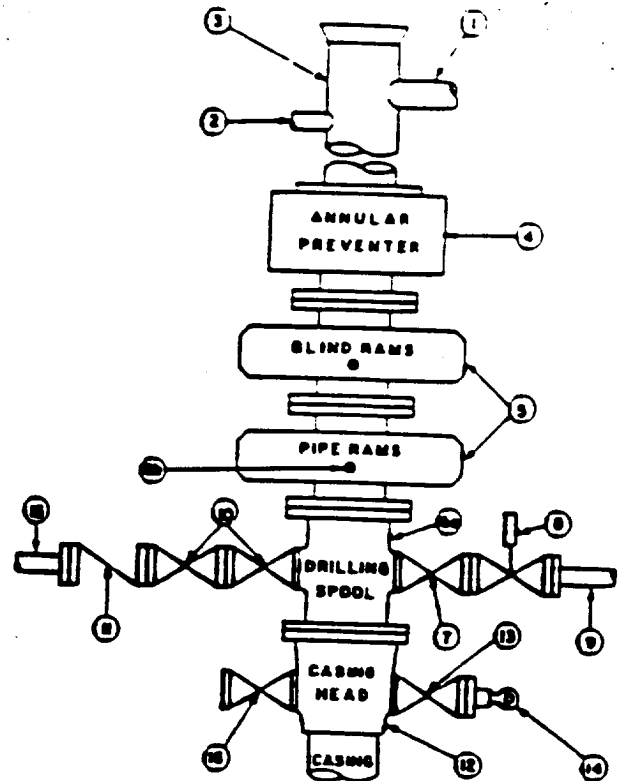 3
1
2
ANNULAR
PREVENTER
4
BLIND RAMS
5
PIPE RAMS
10
8
DRILLING
SPOOL
11
7
9
13
CASING
HEAD
12
14
CASING